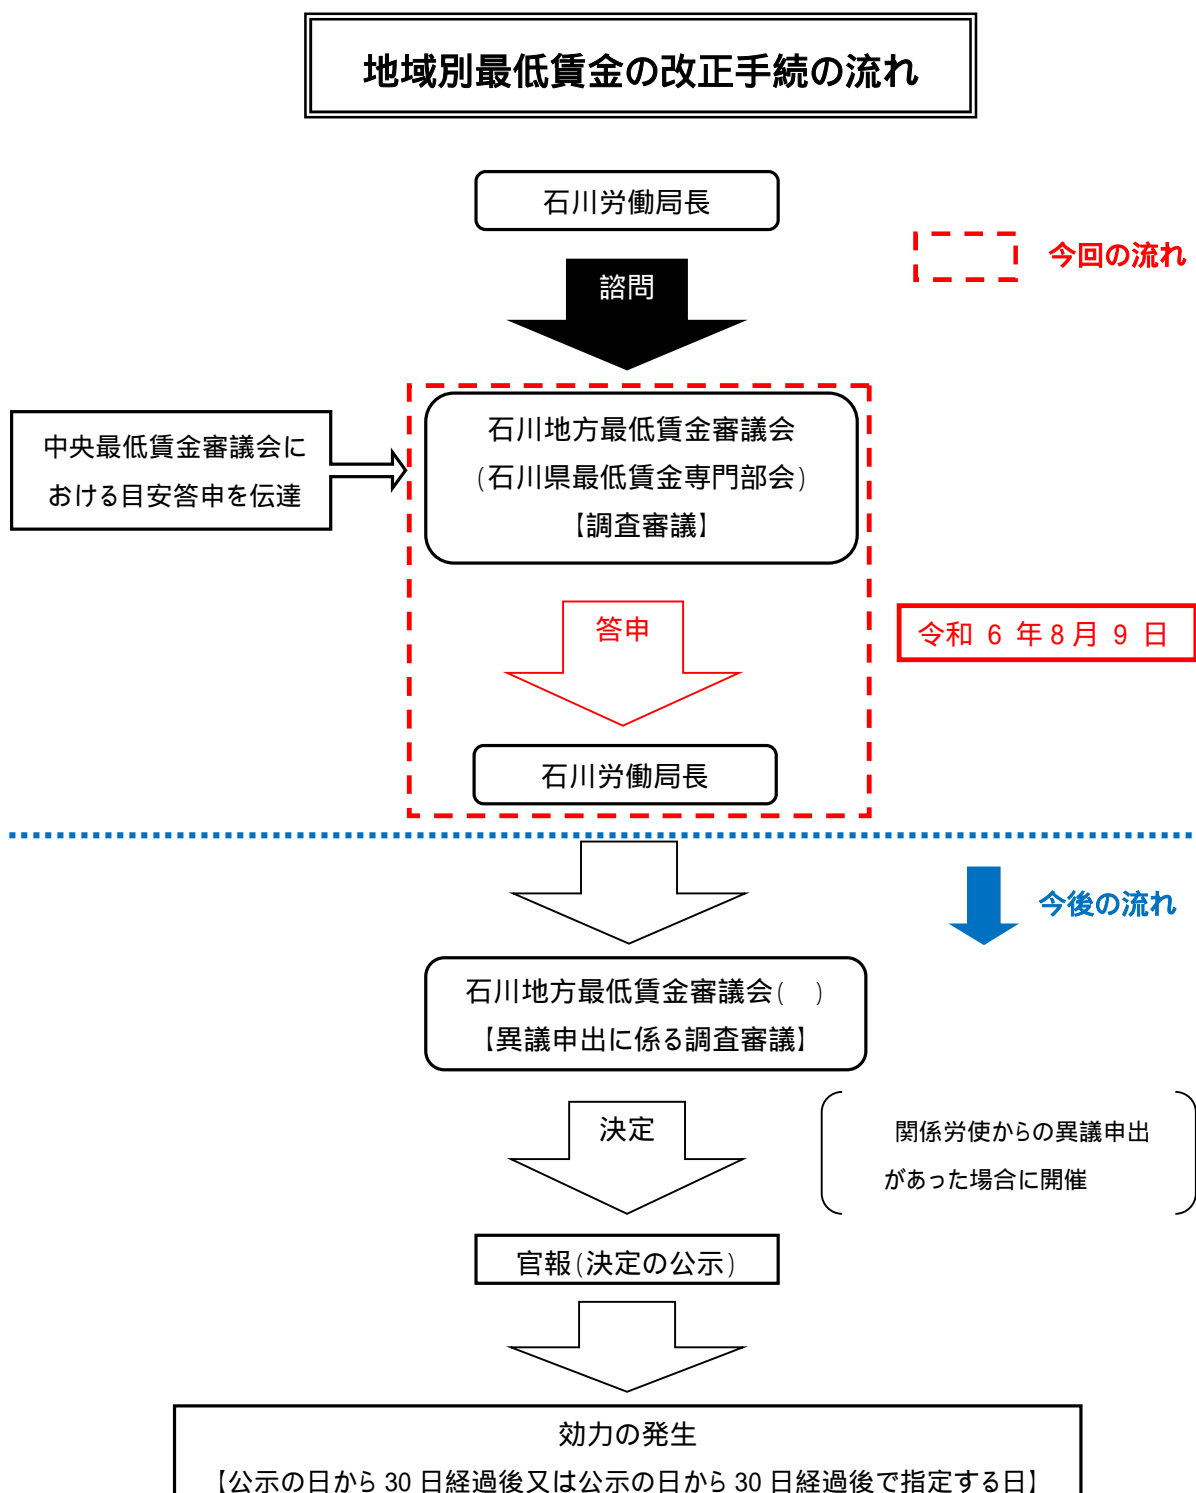 地域別最低賃金の改正手続の流れ
石川労働局長
今回の流れ
諮問
中央最低賃金審議会に
おける目安答申を伝達
石川地方最低賃金審議会
(石川県最低賃金専門部会)
【調査審議】
答申
令和 6 年8月 9 日
石川労働局長
今後の流れ
石川地方最低賃金審議会( )
【異議申出に係る調査審議】
決定
関係労使からの異議申出
があった場合に開催
官報(決定の公示)
効力の発生
【公示の日から 30 日経過後又は公示の日から 30 日経過後で指定する日】